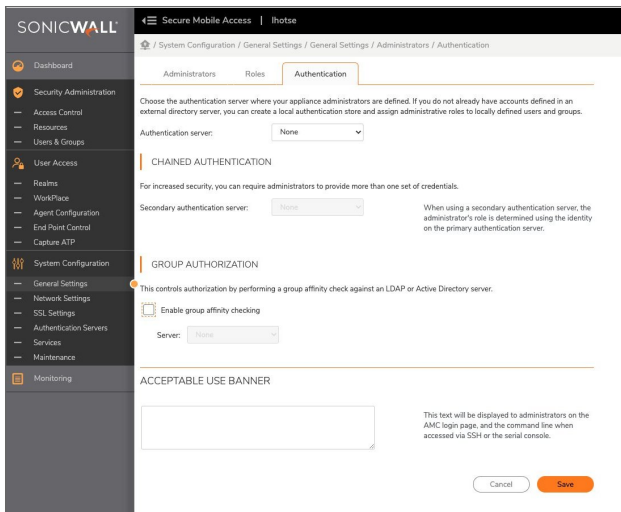 SONICWALL
Secure Mobile Access | lhotse
/ System Configuration / General Settings / General Settings / Administrators / Authentication
Dashboard
Security Administration
Access Control
Resources
Users & Groups
User Access
Realms
WorkPlace
Agent Configuration
End Point Control
Capture ATP
System Configuration
General Settings
Network Settings
SSL Settings
Authentication Servers
Services
Maintenance
Monitoring
Administrators Roles Authentication
Choose the authentication server where your appliance administrators are defined. If you do not already have accounts defined in an
external directory server, you can create a local authentication store and assign administrative roles to locally defined users and groups.
Authentication server: None
CHAINED AUTHENTICATION
For increased security, you can require administrators to provide more than one set of credentials.
Secondary authentication server: None
When using a secondary authentication server, the
administrator's role is determined using the identity
on the primary authentication server.
GROUP AUTHORIZATION
This controls authorization by performing a group affinity check against an LDAP or Active Directory server.
Enable group affinity checking
Server: None
ACCEPTABLE USE BANNER
This text will be displayed to administrators on the
AMC login page, and the command line when
accessed via SSH or the serial console.
Cancel Save